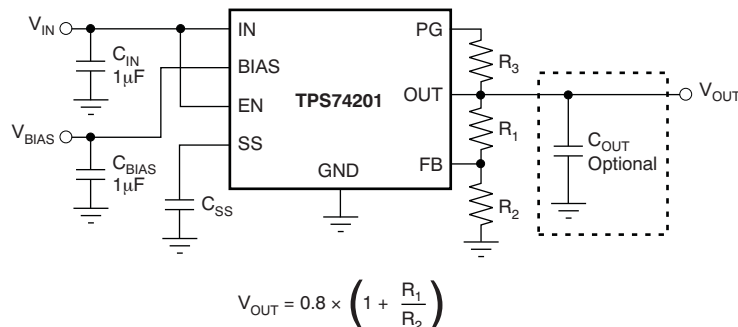 V_IN
C_IN
1µF
V_BIAS
C_BIAS
1µF
C_SS
IN
BIAS
EN
SS
TPS74201
GND
PG
OUT
FB
R_3
R_1
R_2
C_OUT
Optional
V_OUT
V_OUT = 0.8 × (1 + R_1/R_2)